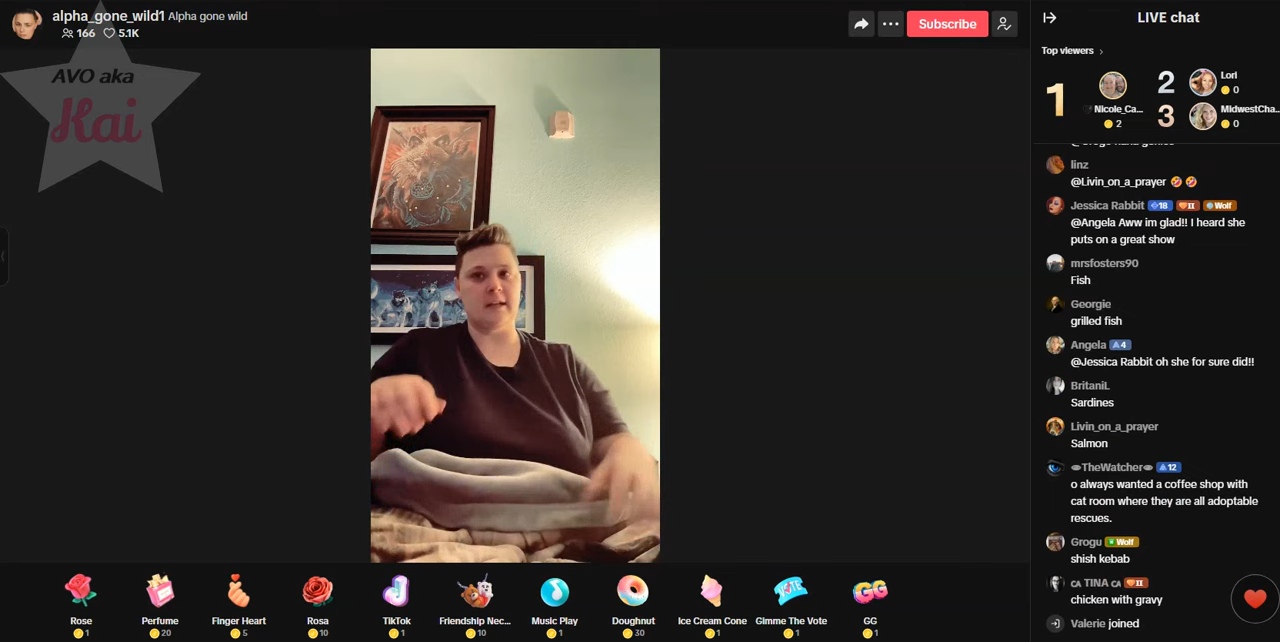 alpha_gone_wild1 Alpha gone wild
166 5.1K
Subscribe
AVO aka
Kai
LIVE chat
Top viewers
1
Nicole_Ca...
2
2
Lori
0
3
MidwestCha...
0
linz
@Livin_on_a_prayer
Jessica Rabbit 18 II Wolf
@Angela Aww im glad!! I heard she
puts on a great show
mrsfosters90
Fish
Georgie
grilled fish
Angela 4
@Jessica Rabbit oh she for sure did!!
BritaniL
Sardines
Livin_on_a_prayer
Salmon
TheWatcher 12
o always wanted a coffee shop with
cat room where they are all adoptable
rescues.
Grogu Wolf
shish kebab
CA TINA CA II
chicken with gravy
Valerie joined
Rose
1
Perfume
20
Finger Heart
5
Rosa
10
TikTok
1
Friendship Nec...
10
Music Play
1
Doughnut
30
Ice Cream Cone
1
VOTE
Gimme The Vote
1
GG
GG
1